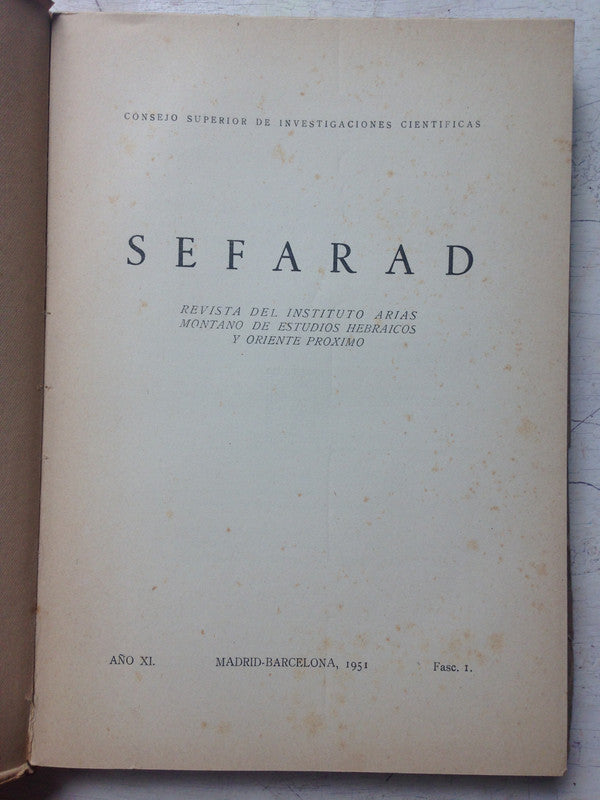 CONSEJO SUPERIOR DE INVESTIGACIONES CIENTIFICAS
SEFARAD
REVISTA DEL INSTITUTO ARIAS
MONTANO DE ESTUDIOS HEBRAICOS
Y ORIENTE PROXIMO
AÑO XI. MADRID-BARCELONA, 1951 Fasc. 1.